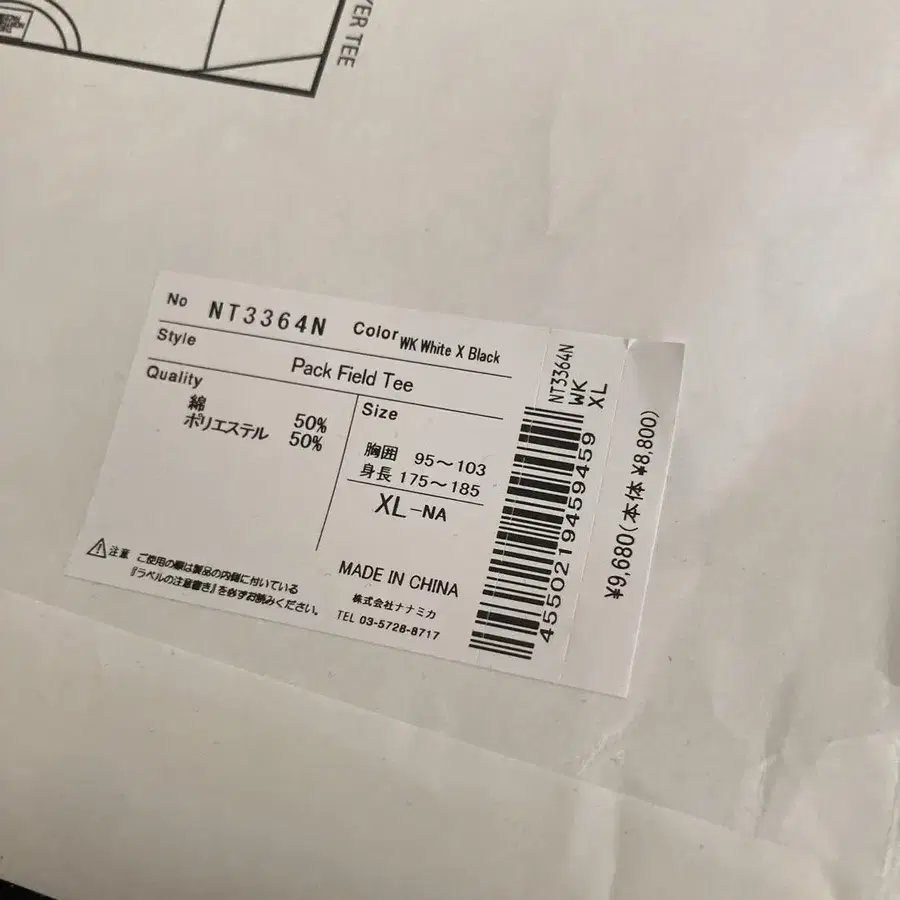 YER TEE
No NT3364N Color WK White X Black
Style Pack Field Tee
Quality
綿 50%
ポリエステル 50%
Size
胸囲 95～103
身長 175～185
XL-NA
⚠注意 ご使用の際は製品の内側に付いている
『ラベルの注意書き』を必ずお読みください。
MADE IN CHINA
株式会社ナナミカ
TEL 03-5728-8717
4550219459459
NT3364N
WK
XL
¥9,680(本体 ¥8,800)